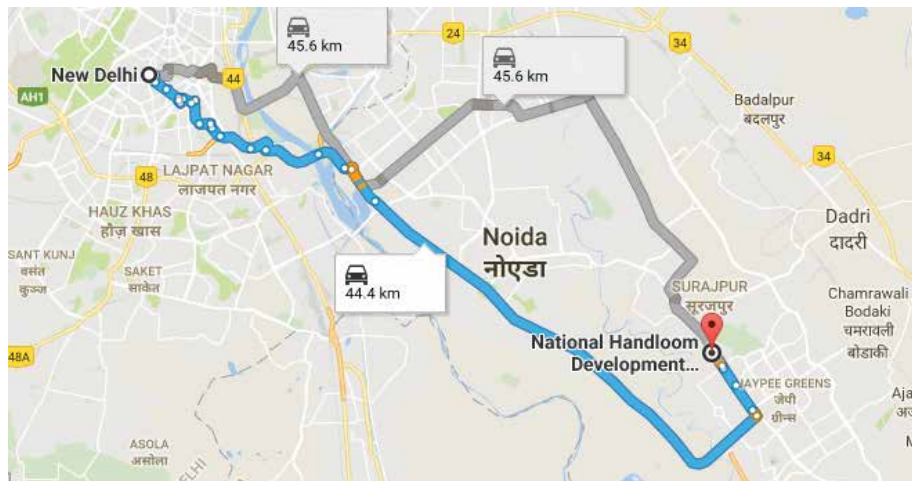 45.6 km
24
34
45.6 km
New Delhi
44
AH1
Badalpur
बदलपुर
48
LAJPAT NAGAR
लाजपत नगर
34
HAUZ KHAS
हौज़ खास
Noida
नोएडा
Dadri
दादरी
SANT KUNJ
वसंत
कुञ्ज
SAKET
साकेत
44.4 km
SURAJPUR
सूरजपुर
Chamrawali
Bodaki
चमरावली
बोडाकी
48A
National Handloom
Development...
JAYPEE GREENS
जेपी
ग्रीन्स
ASOLA
असोला
ELHI